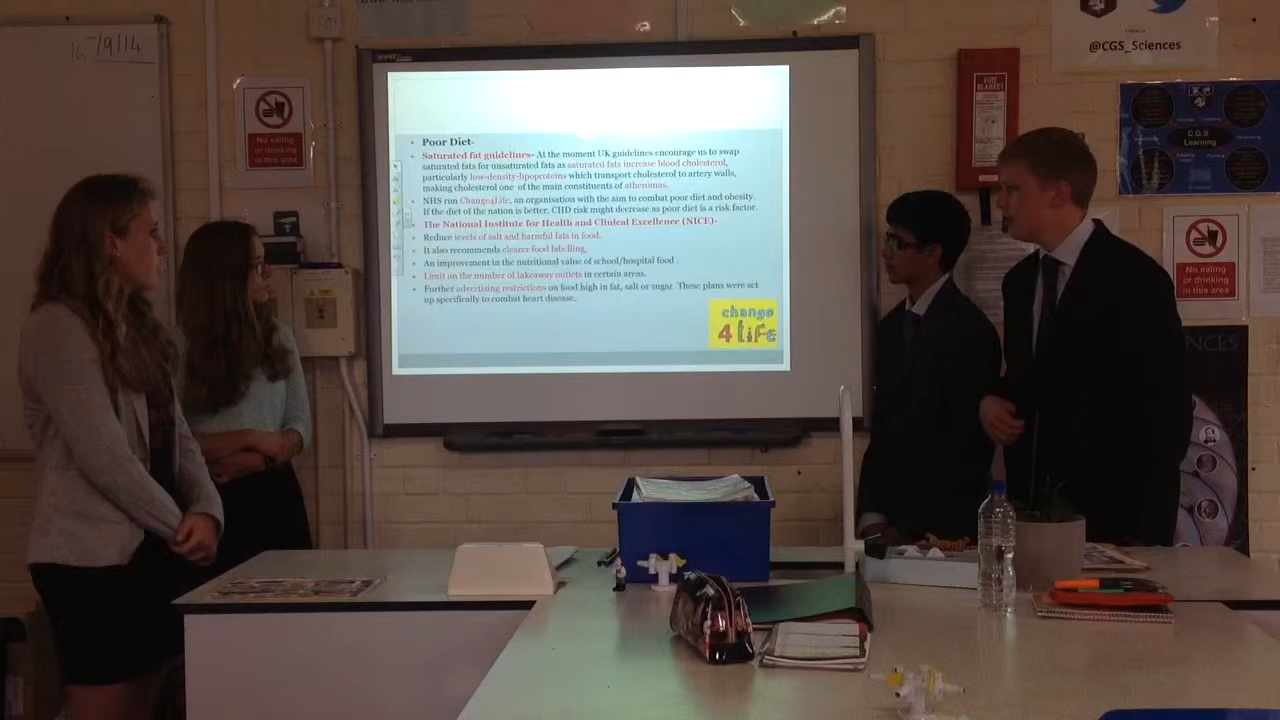 16/9/14
@CGS_Sciences
FIRE
BLANKET
C.G.S
Learning
No eating
or drinking
in this area
No eating
or drinking
in this area
Poor Diet-
Saturated fat guidelines- At the moment UK guidelines encourage us to swap
saturated fats for unsaturated fats as saturated fats increase blood cholesterol,
particularly low-density-lipoproteins which transport cholesterol to artery walls,
making cholesterol one of the main constituents of atheromas.
NHS run Change4Life, an organisation with the aim to combat poor diet and obesity.
If the diet of the nation is better, CHD risk might decrease as poor diet is a risk factor.
The National Institute for Health and Clinical Excellence (NICE)-
Reduce levels of salt and harmful fats in food.
It also recommends clearer food labelling.
An improvement in the nutritional value of school/hospital food .
Limit on the number of takeaway outlets in certain areas.
Further advertising restrictions on food high in fat, salt or sugar. These plans were set
up specifically to combat heart disease.
change
4 LiFe
NCES